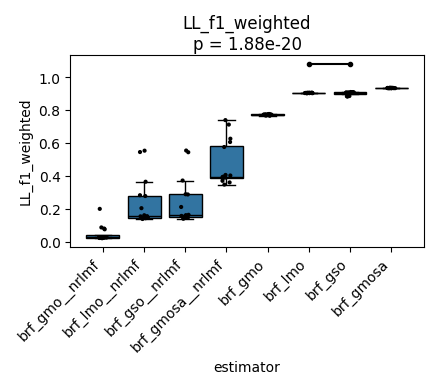 LL_f1_weighted
p = 1.88e-20
LL_f1_weighted
1.0
0.8
0.6
0.4
0.2
0.0
brf_gmo__nrlmf
brf_lmo__nrlmf
brf_gso__nrlmf
brf_gmosa__nrlmf
brf_gmo
brf_lmo
brf_gso
brf_gmosa
estimator